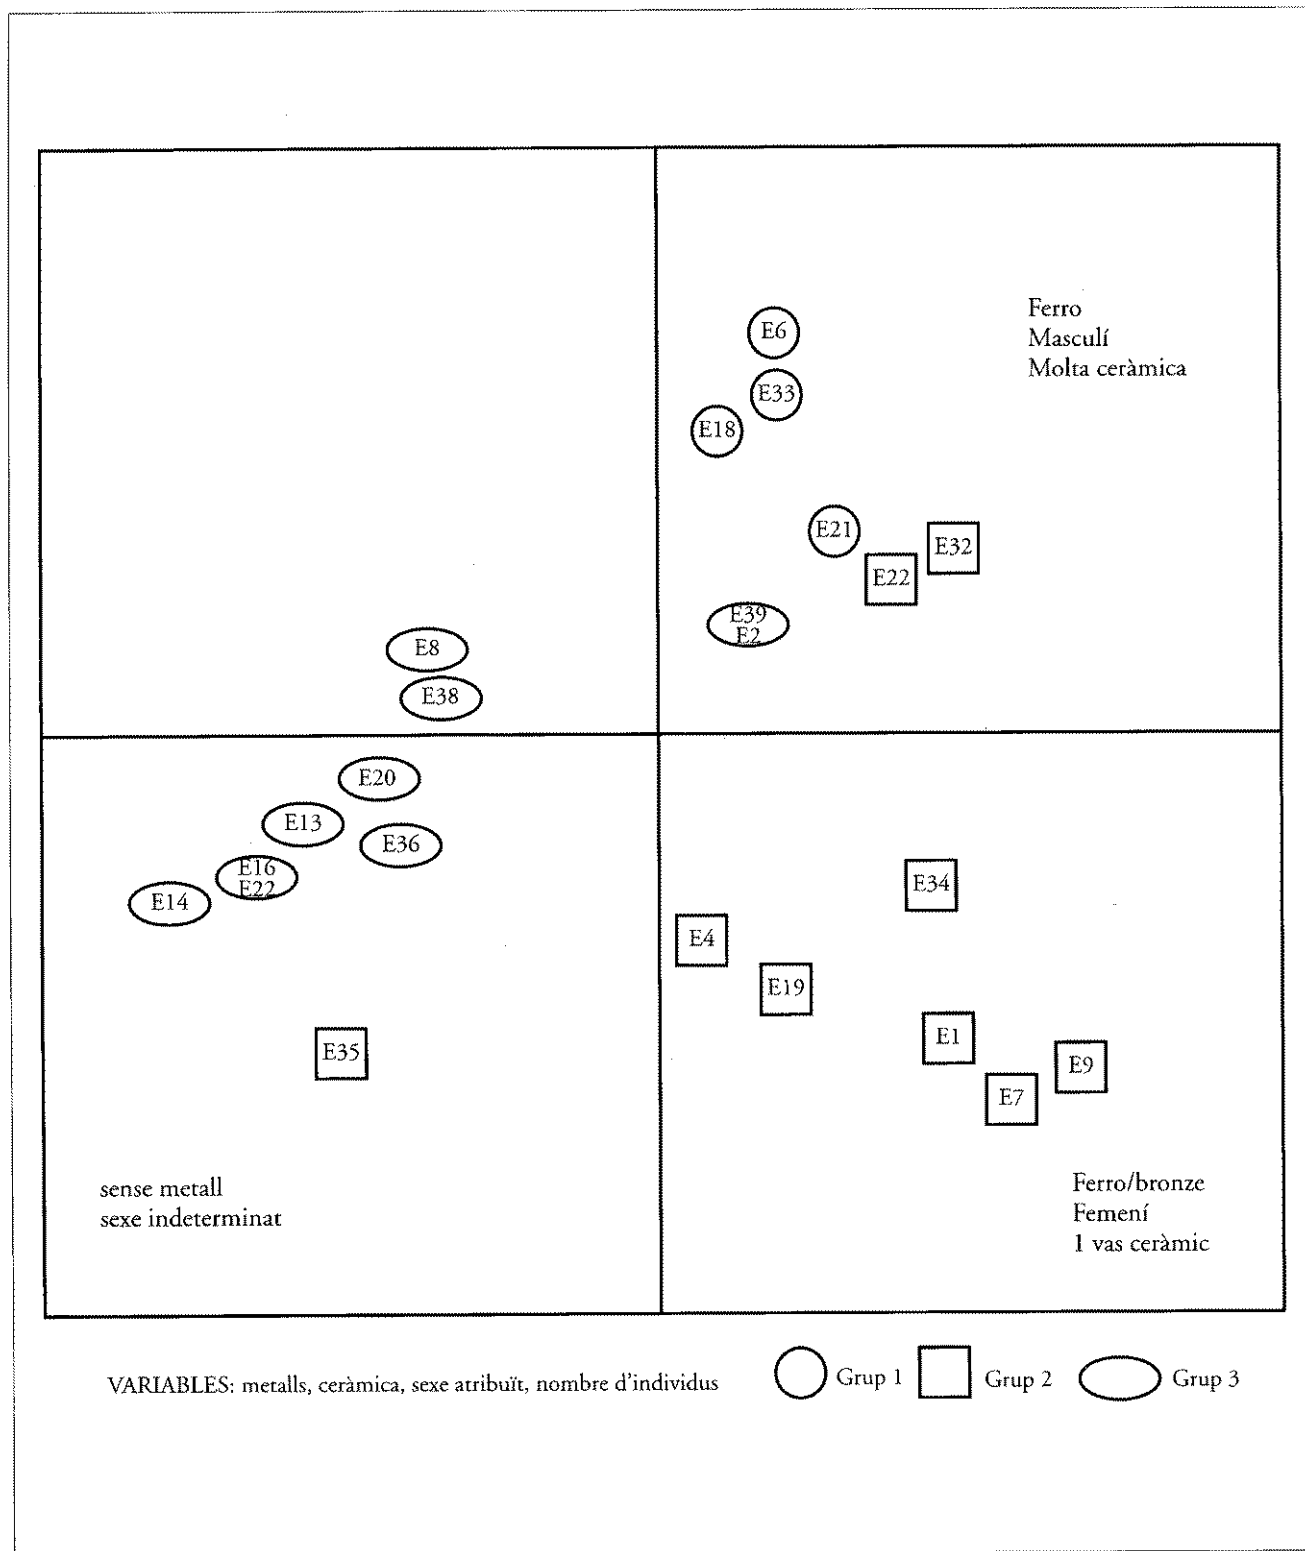 Ferro
Masculí
Molta ceràmica
E6
E33
E18
E21
E32
E22
E39
E2
E8
E38
E20
E13
E36
E16
E22
E14
E34
E4
E19
E1
E9
E7
E35
sense metall
sexe indeterminat
Ferro/bronze
Femení
1 vas ceràmic
VARIABLES: metalls, ceràmica, sexe atribuït, nombre d'individus
Grup 1
Grup 2
Grup 3